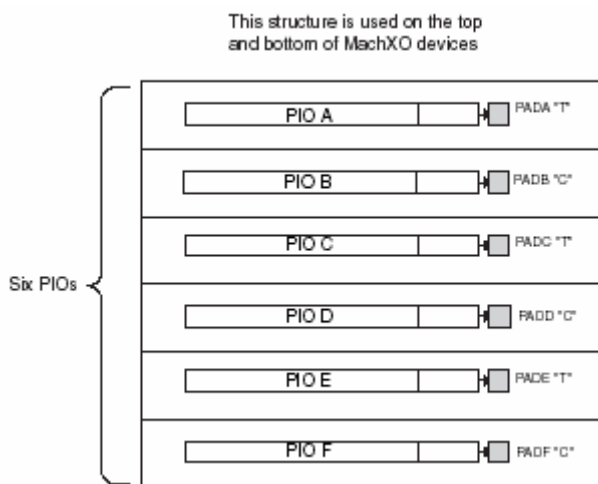 This structure is used on the top
and bottom of MachXO devices
PIO A
PADA "T"
PIO B
PADB "C"
PIO C
PADC "T"
Six PIOs
PIO D
PADD "C"
PIO E
PADE "T"
PIO F
PADF "C"